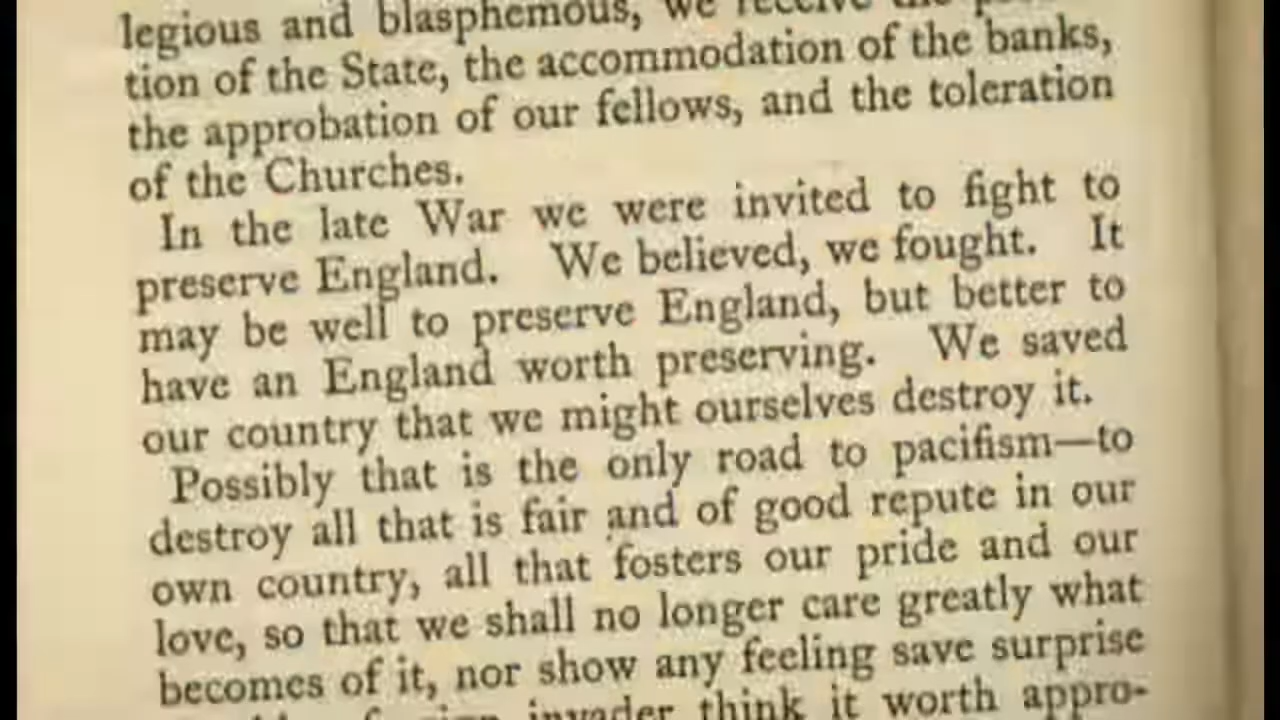 legious and blasphemous, we receive the
tion of the State, the accommodation of the banks,
the approbation of our fellows, and the toleration
of the Churches.
In the late War we were invited to fight to
preserve England. We believed, we fought. It
may be well to preserve England, but better to
have an England worth preserving. We saved
our country that we might ourselves destroy it.
Possibly that is the only road to pacifism—to
destroy all that is fair and of good repute in our
own country, all that fosters our pride and our
love, so that we shall no longer care greatly what
becomes of it, nor show any feeling save surprise
invader think it worth appro-